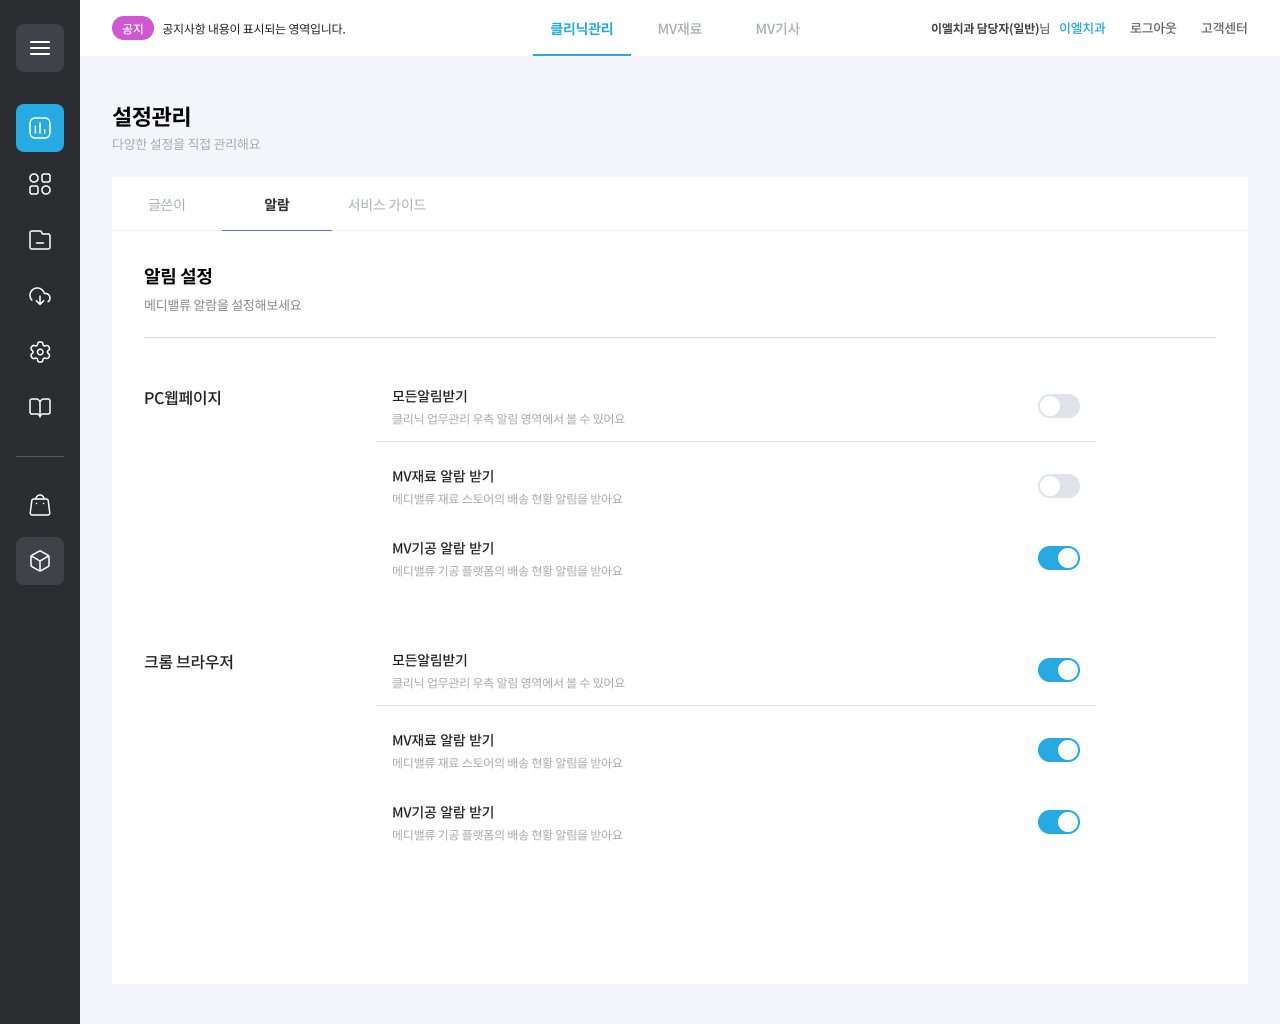 공지
공지사항 내용이 표시되는 영역입니다.
클리닉관리
MV재료
MV기사
이엘치과 담당자(일반)님
이엘치과
로그아웃
고객센터
설정관리
다양한 설정을 직접 관리해요
글쓴이
알람
서비스 가이드
알림 설정
메디밸류 알람을 설정해보세요
PC웹페이지
모든알림받기
클리닉 업무관리 우측 알림 영역에서 볼 수 있어요
MV재료 알람 받기
메디밸류 재료 스토어의 배송 현황 알림을 받아요
MV기공 알람 받기
메디밸류 기공 플랫폼의 배송 현황 알림을 받아요
크롬 브라우저
모든알림받기
클리닉 업무관리 우측 알림 영역에서 볼 수 있어요
MV재료 알람 받기
메디밸류 재료 스토어의 배송 현황 알림을 받아요
MV기공 알람 받기
메디밸류 기공 플랫폼의 배송 현황 알림을 받아요